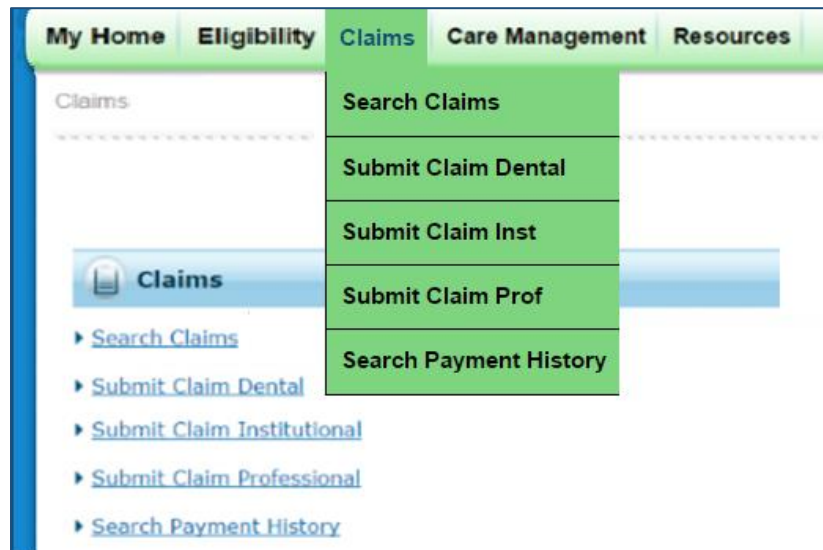 My Home Eligibility Claims Care Management Resources
Claims
Search Claims
Submit Claim Dental
Submit Claim Inst
Submit Claim Prof
Search Payment History
Claims
Search Claims
Submit Claim Dental
Submit Claim Institutional
Submit Claim Professional
Search Payment History